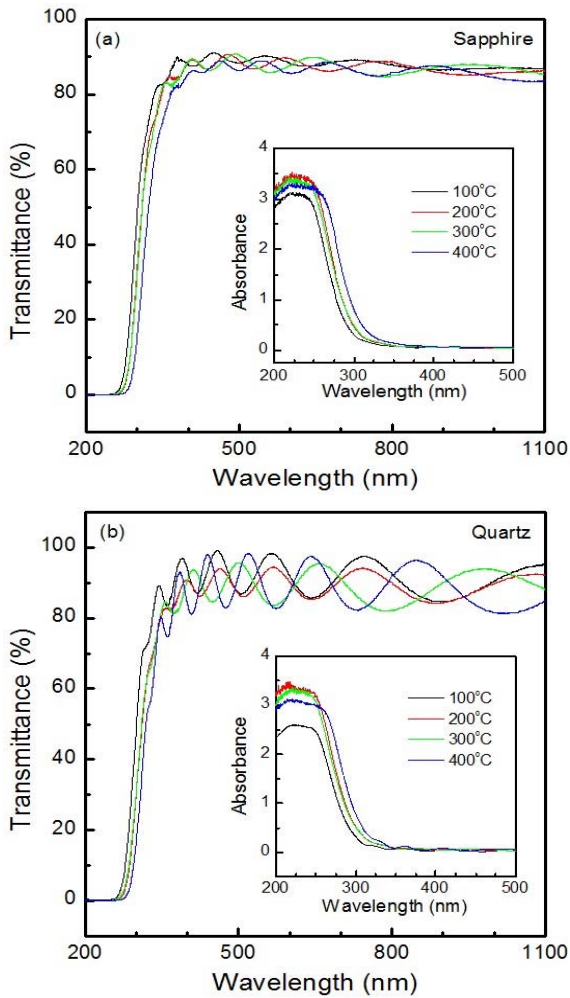 (a)
Sapphire
Transmittance (%)
100
80
60
40
20
0
200
500
800
1100
Wavelength (nm)
Absorbance
4
3
2
1
0
200
300
400
500
Wavelength (nm)
100°C
200°C
300°C
400°C
(b)
Quartz
Transmittance (%)
100
80
60
40
20
0
200
500
800
1100
Wavelength (nm)
Absorbance
4
3
2
1
0
200
300
400
500
Wavelength (nm)
100°C
200°C
300°C
400°C